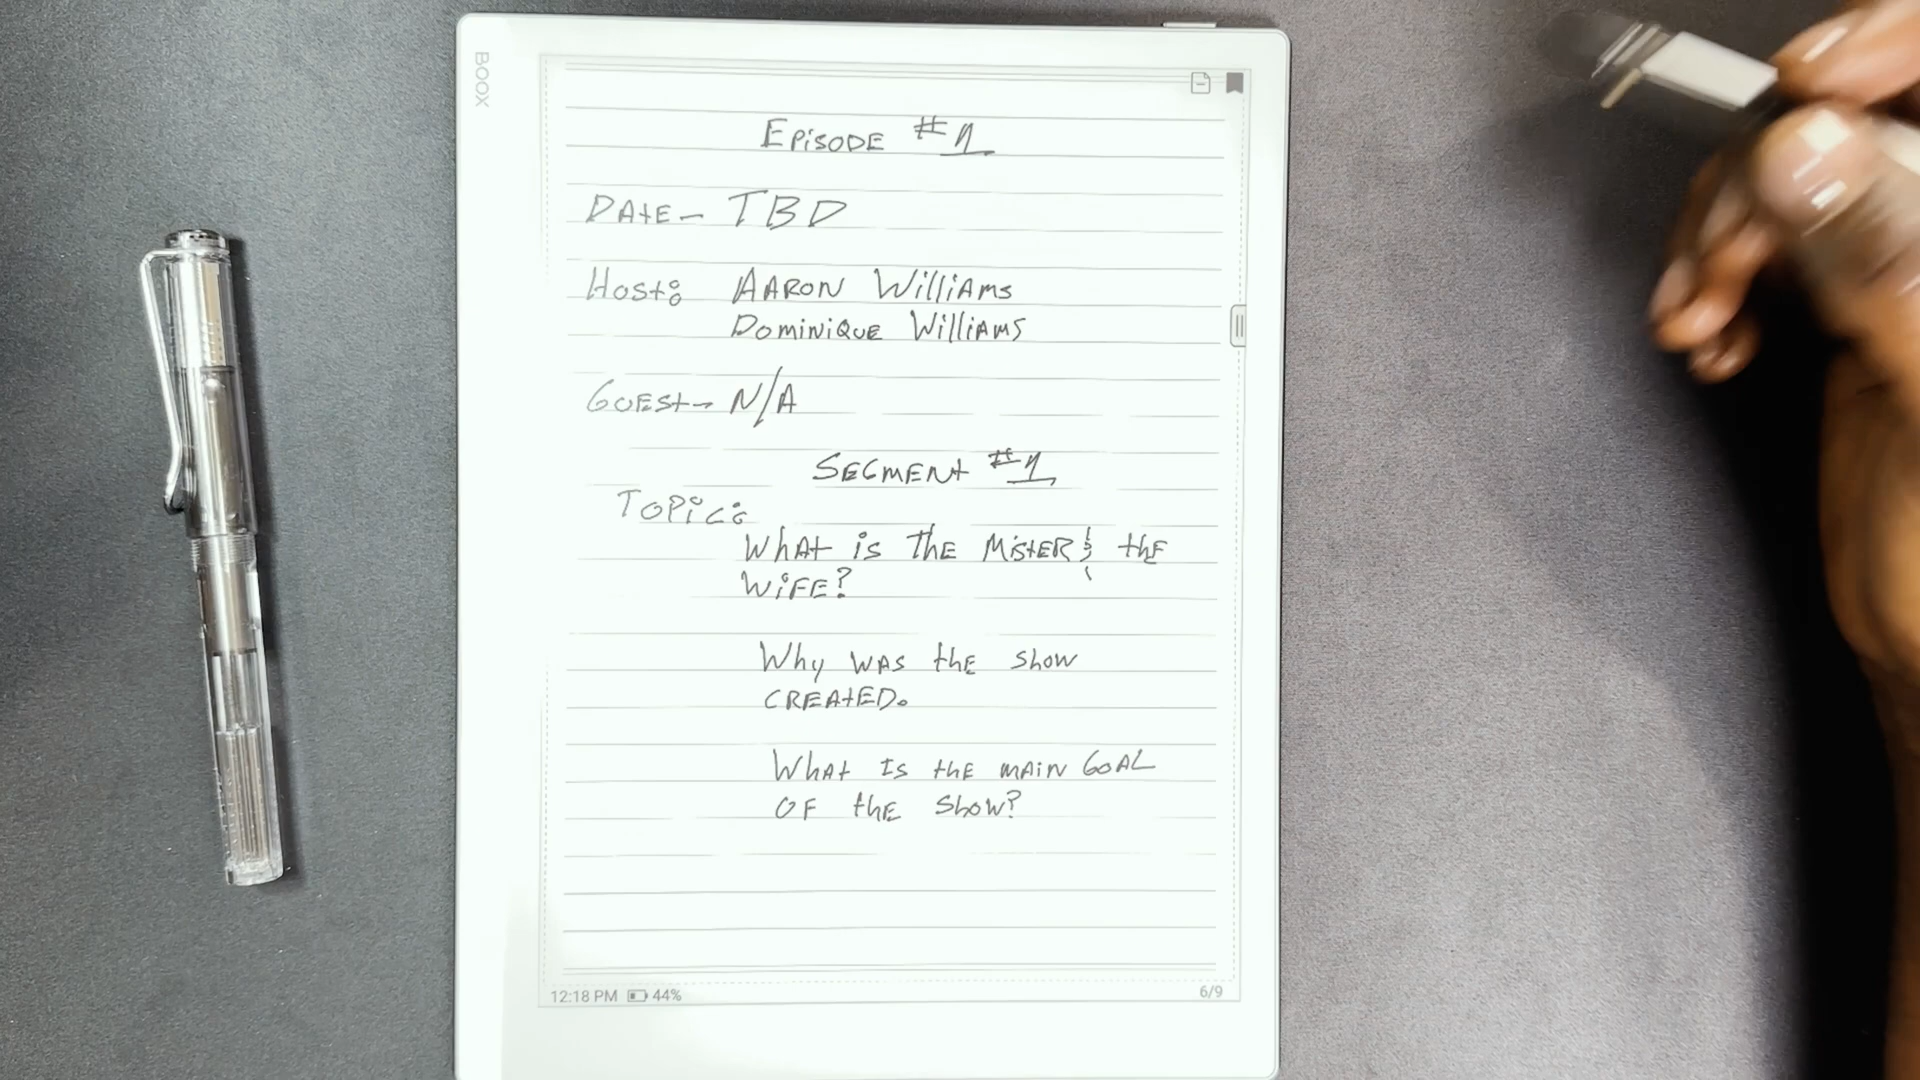 BOOX
Episode #1
Date - TBD
Host: Aaron Williams
Dominique Williams
Guest - N/A
Segment #1
Topic:
What is the Mister & the
Wife?
Why was the show
created.
What is the main goal
of the show?
12:18 PM 44% 6/9